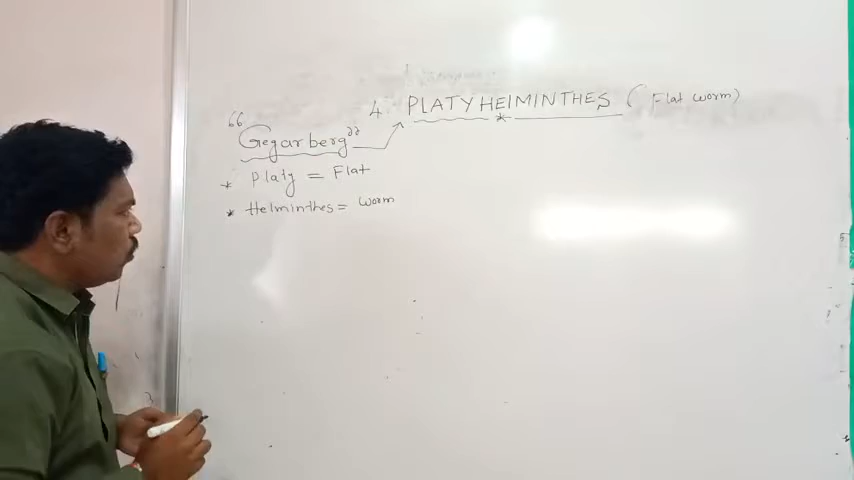 4. PLATYHELMINTHES (Flat worm)
"Gegarberg"
* Platy = Flat
* Helminthes = worm